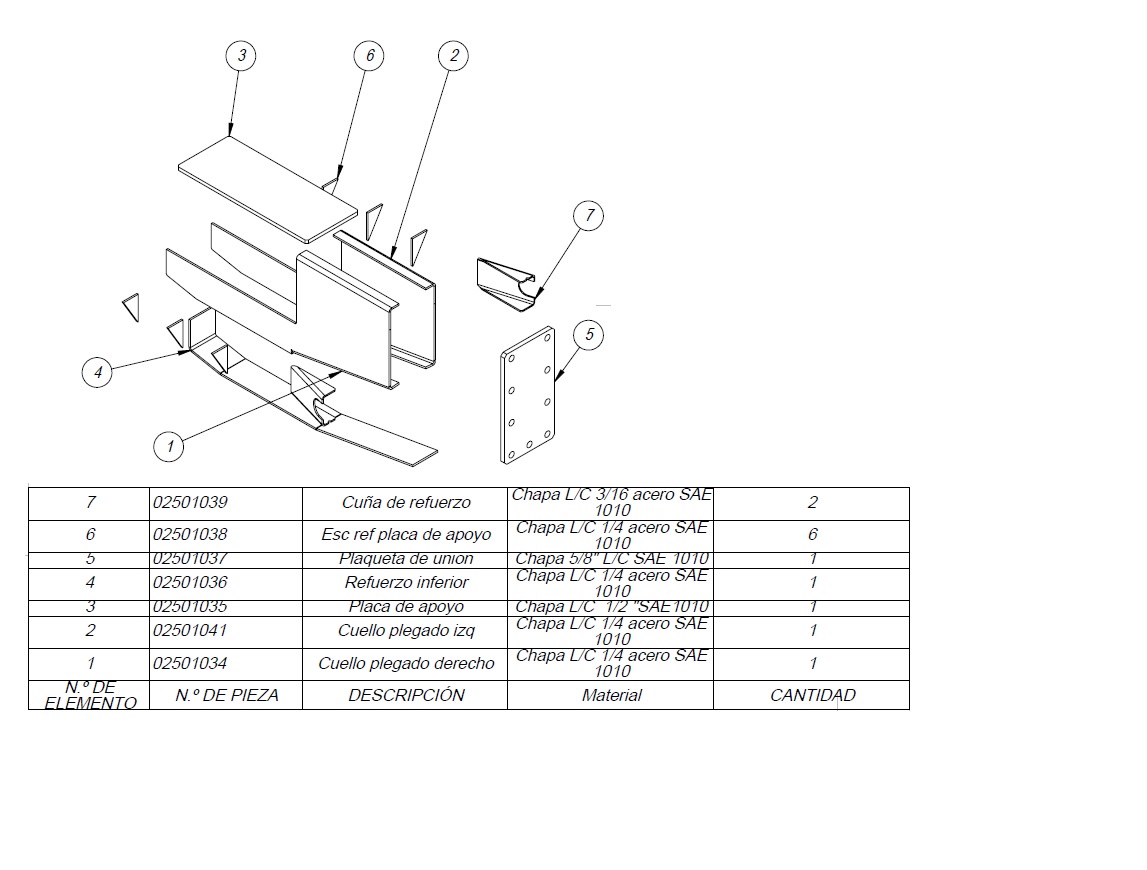 3
6
2
7
5
4
1
7 02501039 Cuña de refuerzo Chapa L/C 3/16 acero SAE
1010 2
6 02501038 Esc ref placa de apoyo Chapa L/C 1/4 acero SAE
1010 6
5 02501037 Plaqueta de union Chapa 5/8" L/C SAE 1010 1
4 02501036 Refuerzo inferior Chapa L/C 1/4 acero SAE
1010 1
3 02501035 Placa de apoyo Chapa L/C 1/2 "SAE1010 1
2 02501041 Cuello plegado izq Chapa L/C 1/4 acero SAE
1010 1
1 02501034 Cuello plegado derecho Chapa L/C 1/4 acero SAE
1010 1
N.º DE
ELEMENTO N.º DE PIEZA DESCRIPCIÓN Material CANTIDAD